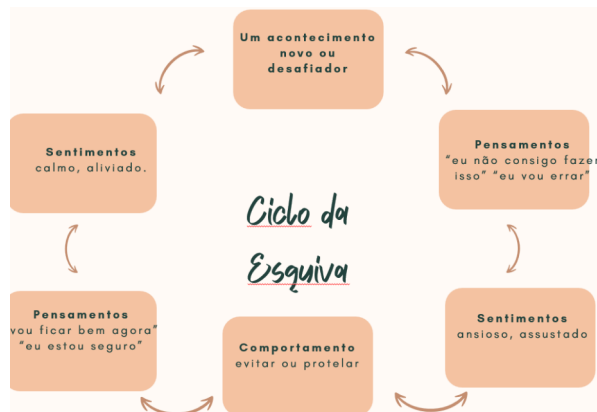 Um acontecimento
novo ou
desafiador
Pensamentos
“eu não consigo fazer
isso” “eu vou errar”
Sentimentos
ansioso, assustado
Comportamento
evitar ou protelar
Pensamentos
vou ficar bem agora”
“eu estou seguro”
Sentimentos
calmo, aliviado.
Ciclo da
Esquiva